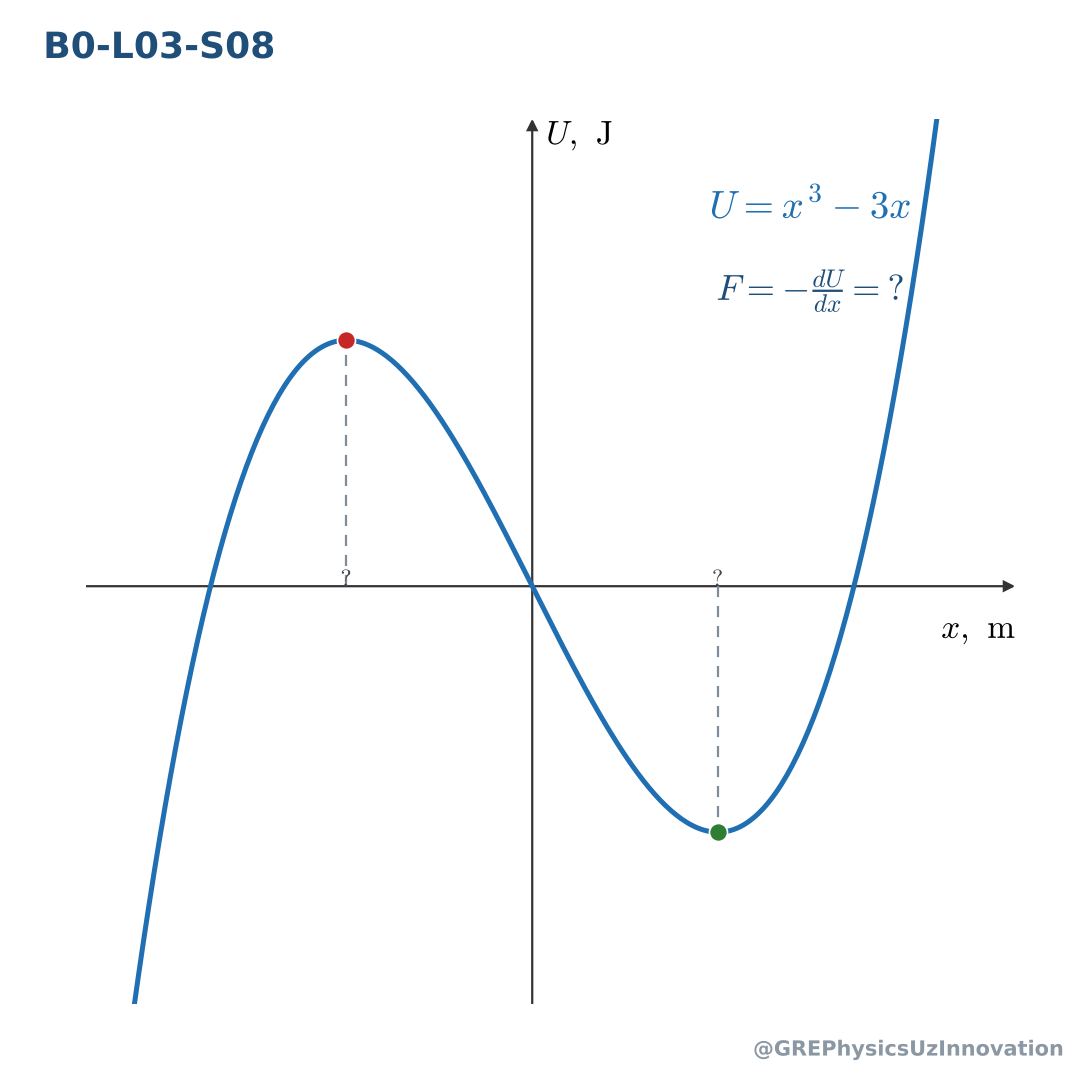 B0-L03-S08
U, J
U = x³ − 3x
F = −dU/dx = ?
? ?
x, m
@GREPhysicsUzInnovation